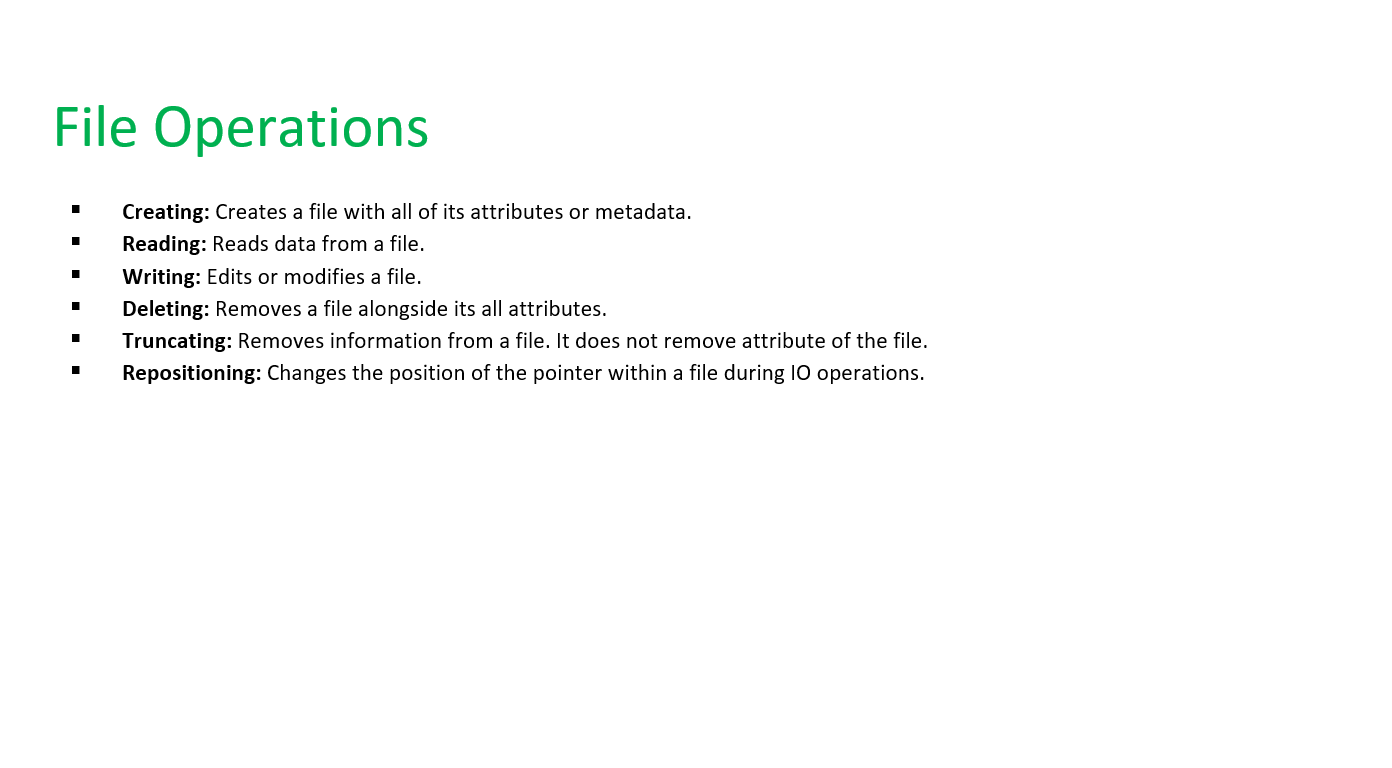 File Operations
▪ Creating: Creates a file with all of its attributes or metadata.
▪ Reading: Reads data from a file.
▪ Writing: Edits or modifies a file.
▪ Deleting: Removes a file alongside its all attributes.
▪ Truncating: Removes information from a file. It does not remove attribute of the file.
▪ Repositioning: Changes the position of the pointer within a file during IO operations.